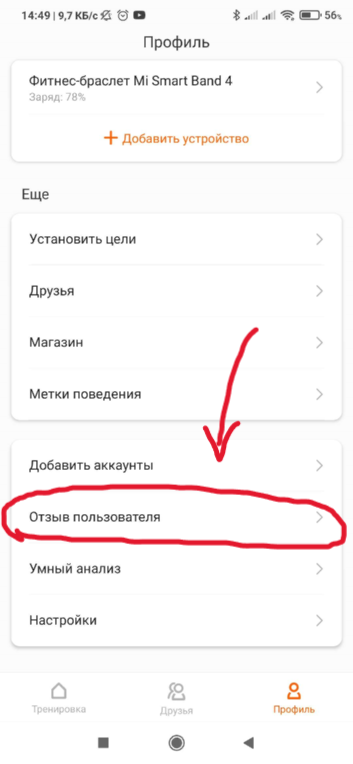 14:49 | 9,7 КБ/с
56%
Профиль
Фитнес-браслет Mi Smart Band 4
Заряд: 78%
+ Добавить устройство
Еще
Установить цели
Друзья
Магазин
Метки поведения
Добавить аккаунты
Отзыв пользователя
Умный анализ
Настройки
Тренировка
Друзья
Профиль